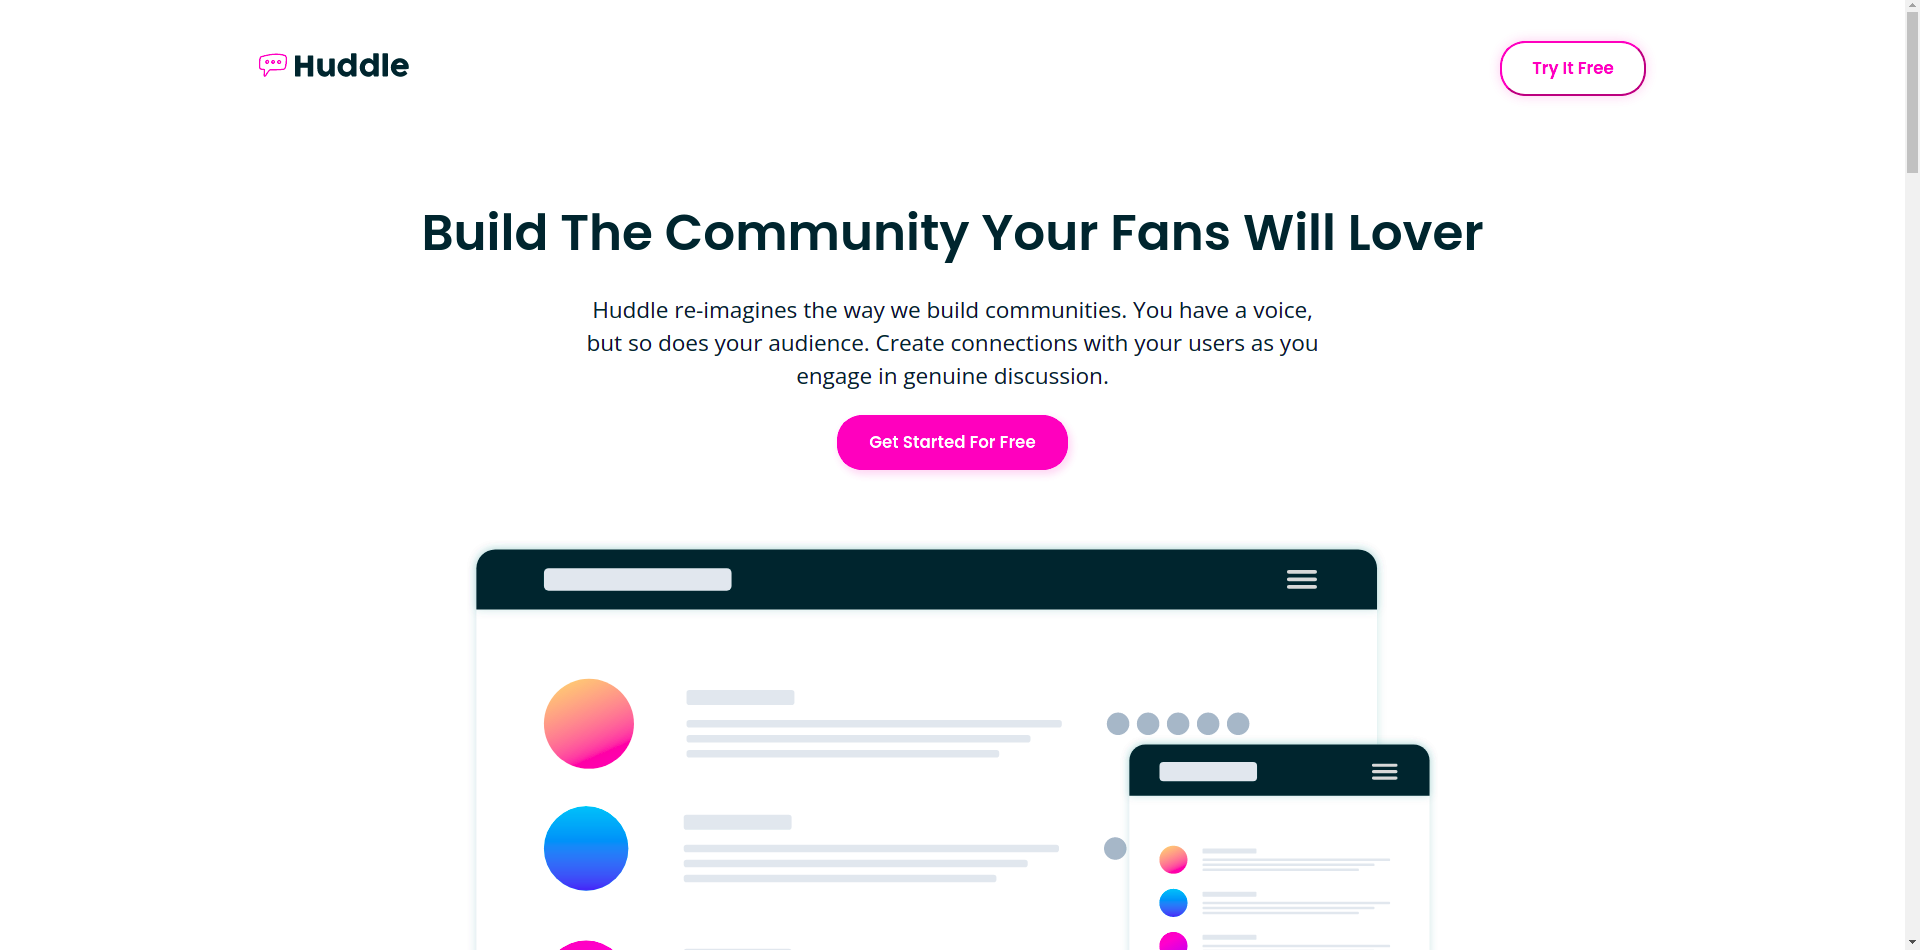 Huddle
Try It Free
Build The Community Your Fans Will Lover
Huddle re-imagines the way we build communities. You have a voice,
but so does your audience. Create connections with your users as you
engage in genuine discussion.
Get Started For Free